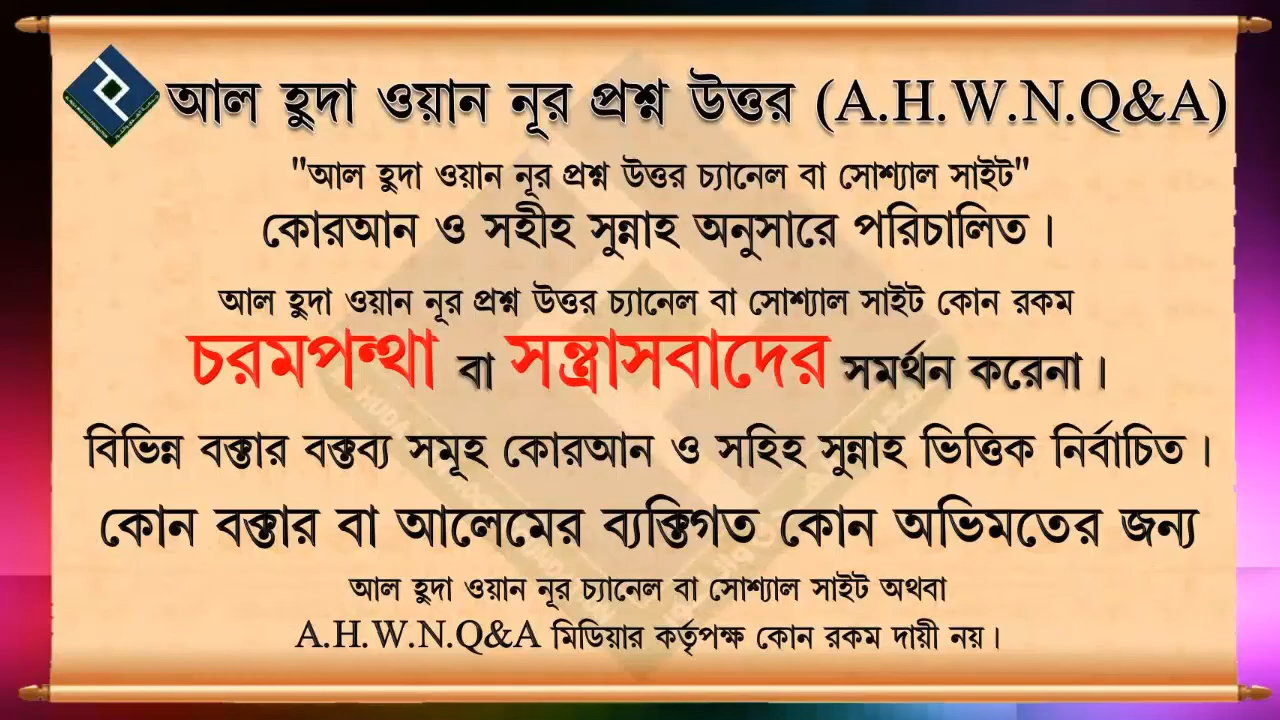 আল হুদা ওয়ান নূর প্রশ্ন উত্তর (A.H.W.N.Q&A)
"আল হুদা ওয়ান নূর প্রশ্ন উত্তর চ্যানেল বা সোশ্যাল সাইট"
কোরআন ও সহীহ সুন্নাহ অনুসারে পরিচালিত।
আল হুদা ওয়ান নূর প্রশ্ন উত্তর চ্যানেল বা সোশ্যাল সাইট কোন রকম
চরমপন্থা বা সন্ত্রাসবাদের সমর্থন করেনা।
বিভিন্ন বক্তার বক্তব্য সমূহ কোরআন ও সহিহ সুন্নাহ ভিত্তিক নির্বাচিত।
কোন বক্তার বা আলেমের ব্যক্তিগত কোন অভিমতের জন্য
আল হুদা ওয়ান নূর চ্যানেল বা সোশ্যাল সাইট অথবা
A.H.W.N.Q&A মিডিয়ার কর্তৃপক্ষ কোন রকম দায়ী নয়।